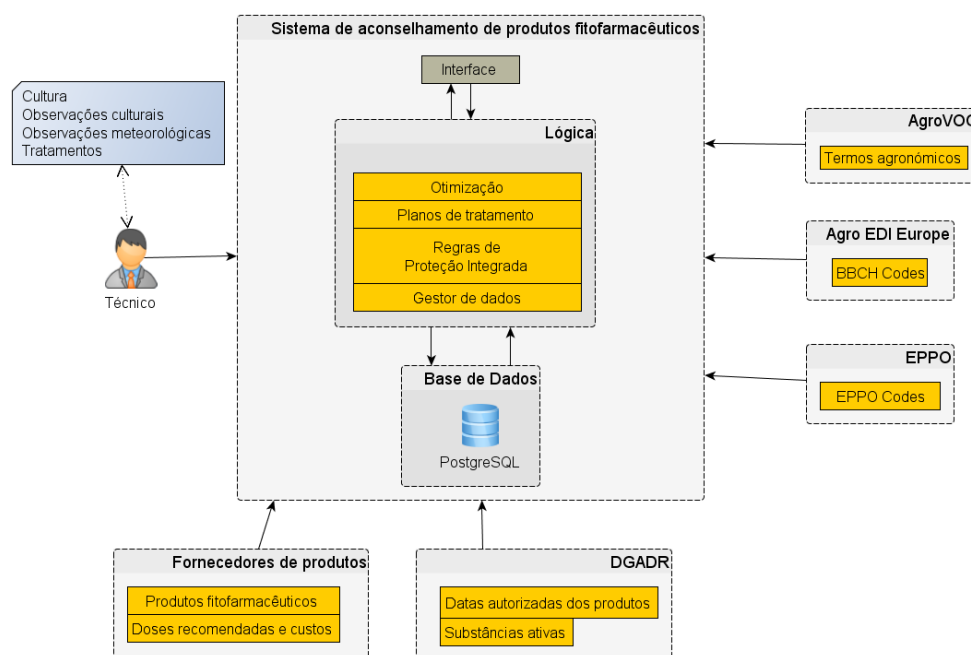 Sistema de aconselhamento de produtos fitofarmacêuticos
Interface
Cultura
Observações culturais
Observações meteorológicas
Tratamentos
Técnico
Lógica
Otimização
Planos de tratamento
Regras de
Proteção Integrada
Gestor de dados
Base de Dados
PostgreSQL
AgroVOC
Termos agronómicos
Agro EDI Europe
BBCH Codes
EPPO
EPPO Codes
Fornecedores de produtos
Produtos fitofarmacêuticos
Doses recomendadas e custos
DGADR
Datas autorizadas dos produtos
Substâncias ativas